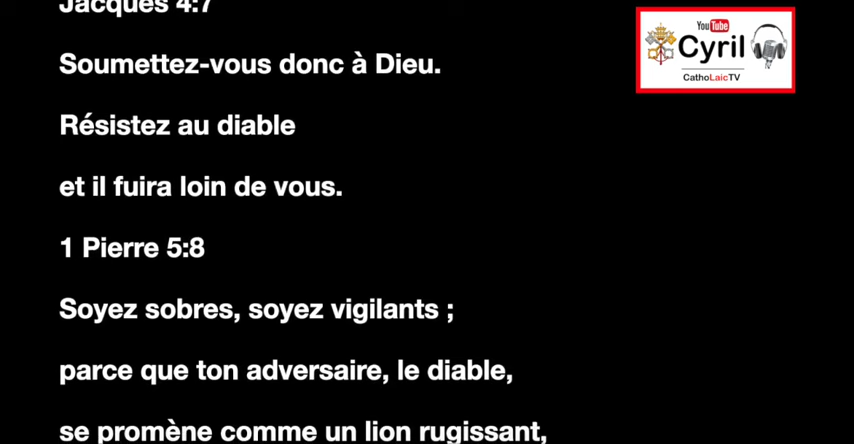 Jacques 4:7
Soumettez-vous donc à Dieu.
Résistez au diable
et il fuira loin de vous.
1 Pierre 5:8
Soyez sobres, soyez vigilants ;
parce que ton adversaire, le diable,
se promène comme un lion rugissant,
YouTube
Cyril
CathoLaicTV